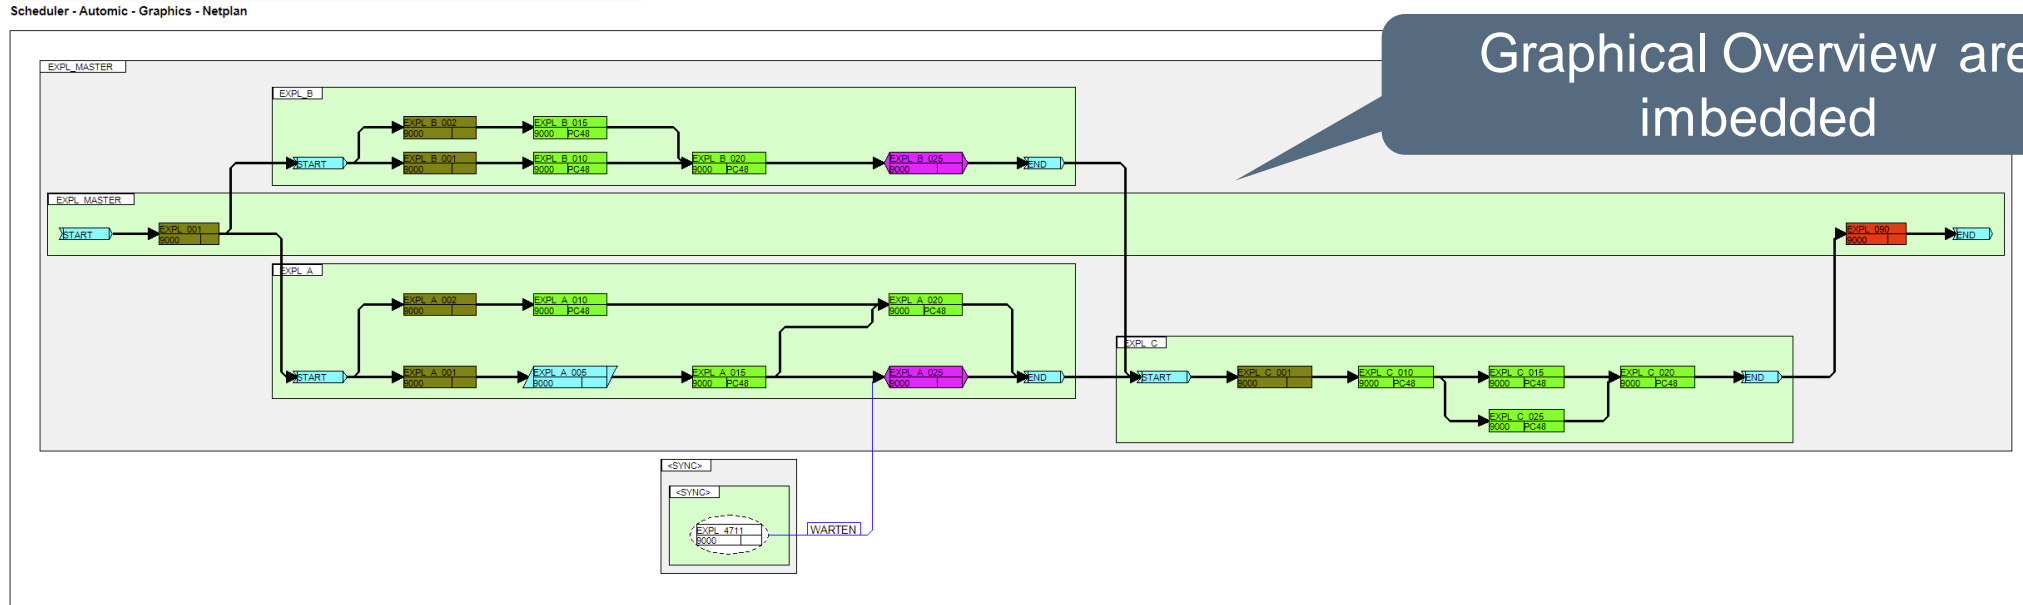 Scheduler - Automic - Graphics - Netplan
Graphical Overview are
imbedded
EXPL_MASTER
EXPL_B
EXPL_B_002
9000
EXPL_B_015
9000 PC48
START
EXPL_B_001
9000
EXPL_B_010
9000 PC48
EXPL_B_020
9000 PC48
EXPL_B_025
9000
END
EXPL_MASTER
START
EXPL_001
9000
EXPL_090
9000
END
EXPL_A
EXPL_A_002
9000
EXPL_A_010
9000 PC48
EXPL_A_020
9000 PC48
START
EXPL_A_001
9000
EXPL_A_005
9000
EXPL_A_015
9000 PC48
EXPL_A_025
9000
END
EXPL_C
START
EXPL_C_001
9000
EXPL_C_010
9000 PC48
EXPL_C_015
9000 PC48
EXPL_C_020
9000 PC48
END
EXPL_C_025
9000 PC48
<SYNC>
<SYNC>
EXPL_4711
9000
WARTEN